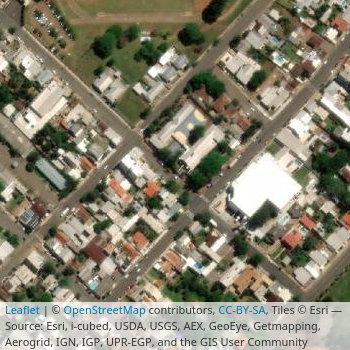 Leaflet | © OpenStreetMap contributors, CC-BY-SA, Tiles © Esri —
Source: Esri, i-cubed, USDA, USGS, AEX, GeoEye, Getmapping,
Aerogrid, IGN, IGP, UPR-EGP, and the GIS User Community